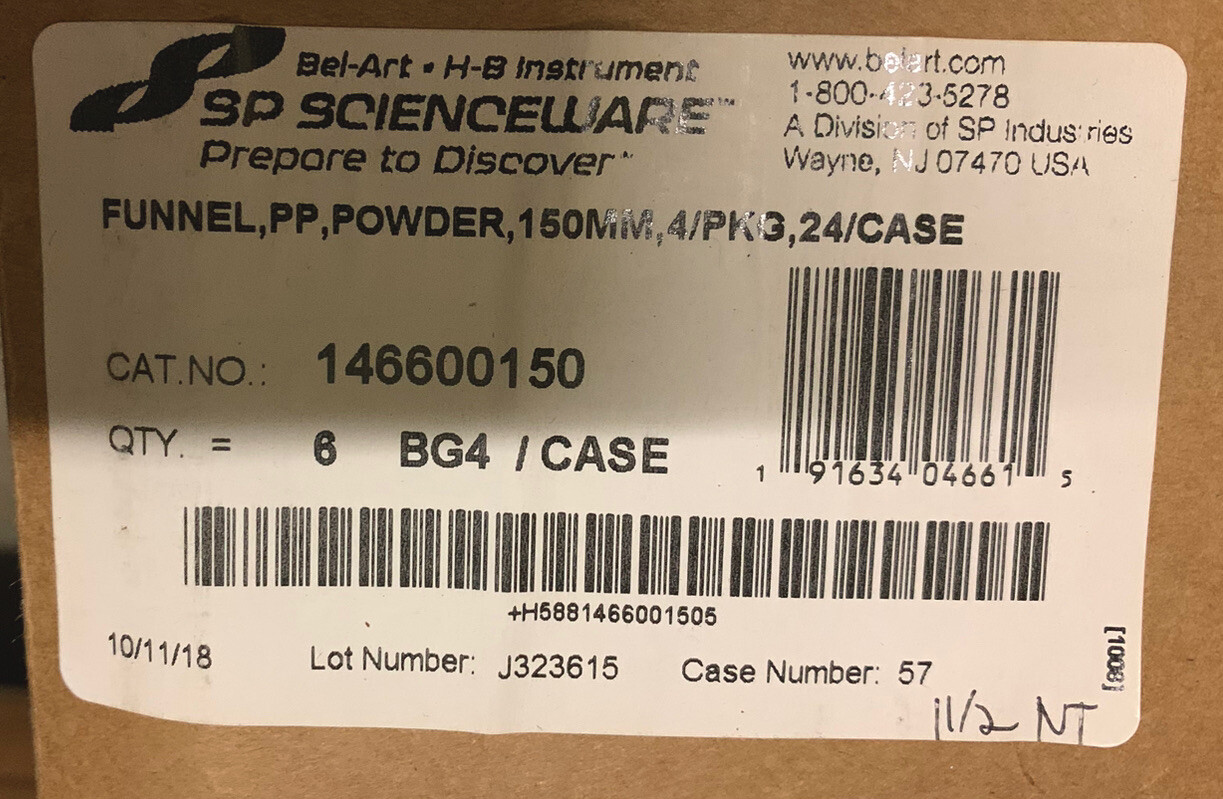 Bel-Art • H-B Instrument
SP SCIENCEWARE™
Prepare to Discover™
www.belart.com
1-800-423-5278
A Division of SP Industries
Wayne, NJ 07470 USA
FUNNEL,PP,POWDER,150MM,4/PKG,24/CASE
CAT.NO.: 146600150
QTY. = 6 BG4 / CASE
1 91634 04661 5
+H5881466001505
10/11/18 Lot Number: J323615 Case Number: 57
[1008]
11/2 NT